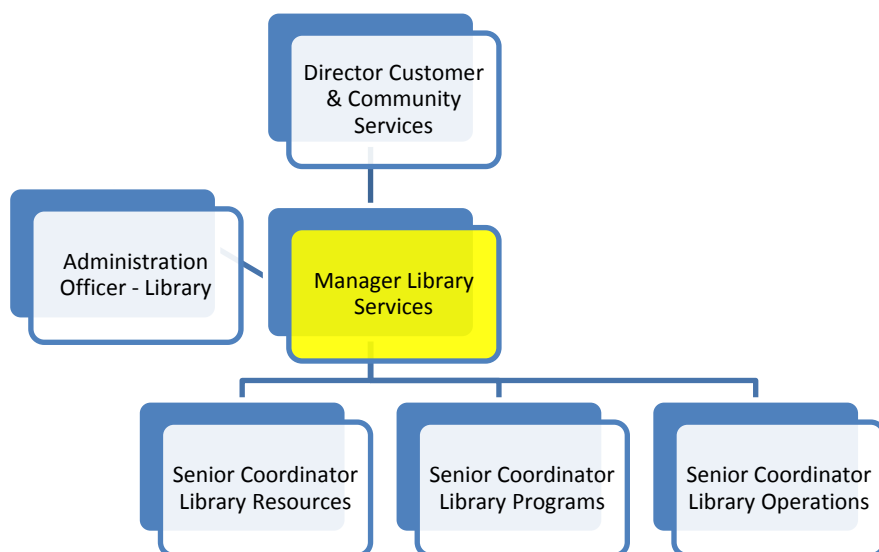 Director Customer
& Community
Services
Administration
Officer - Library
Manager Library
Services
Senior Coordinator
Library Resources
Senior Coordinator
Library Programs
Senior Coordinator
Library Operations